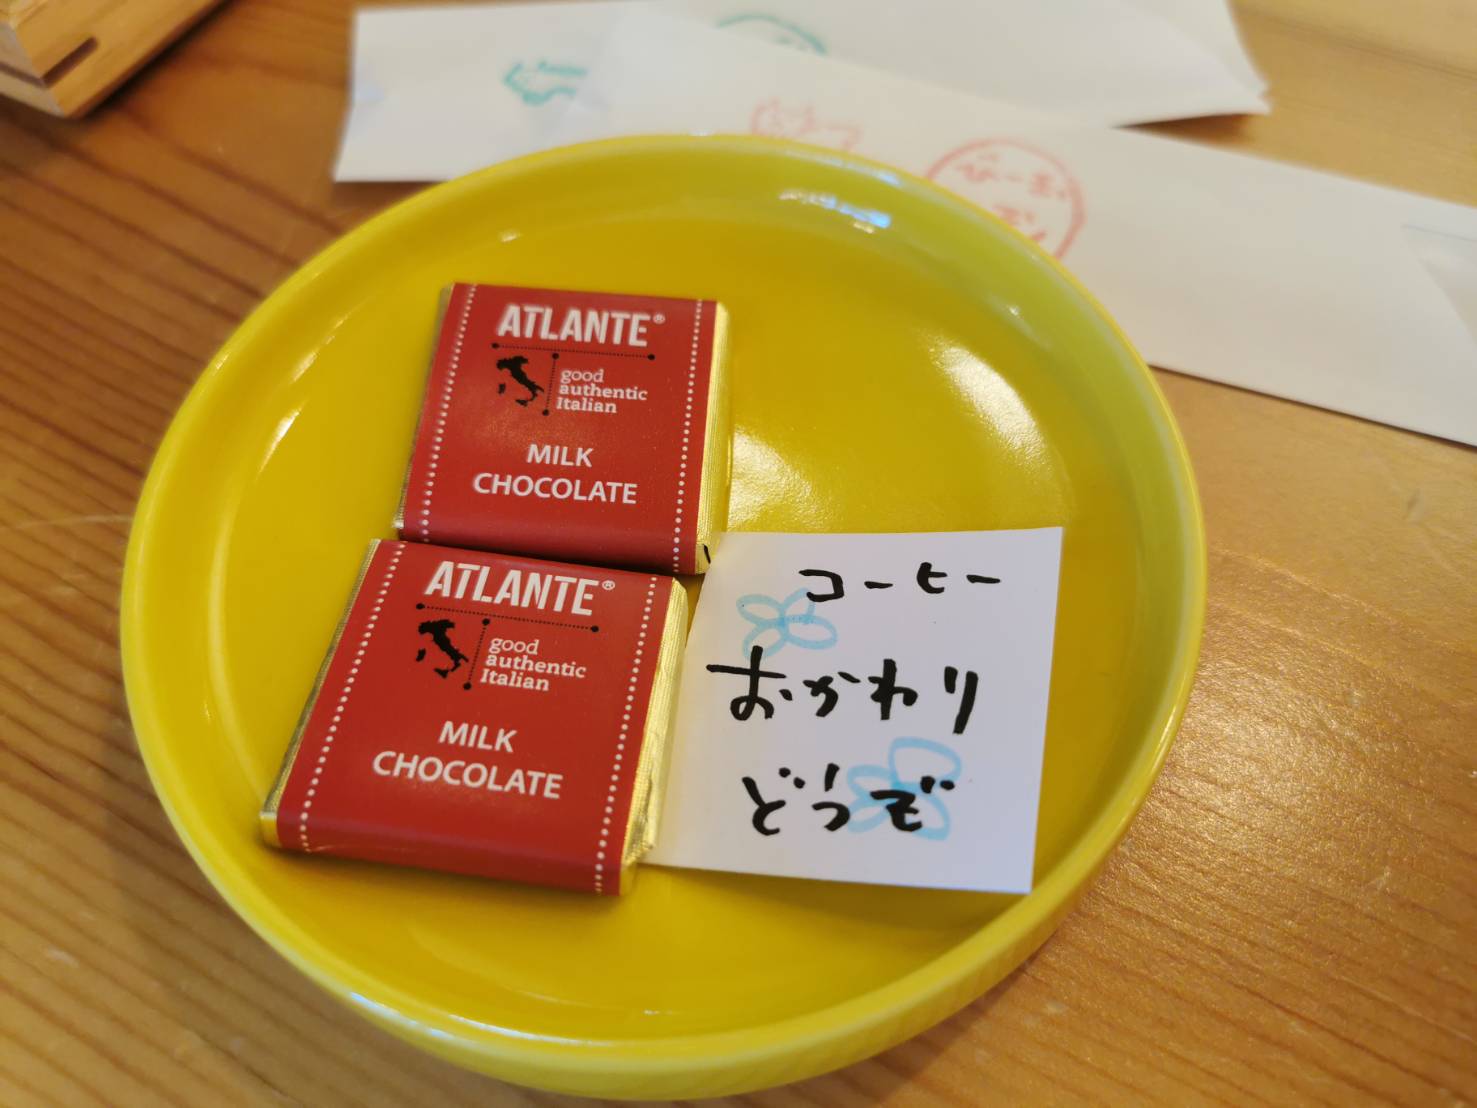 ATLANTE®
good
authentic
Italian
MILK
CHOCOLATE
ATLANTE®
good
authentic
Italian
MILK
CHOCOLATE
コーヒー
おかわり
どうぞ